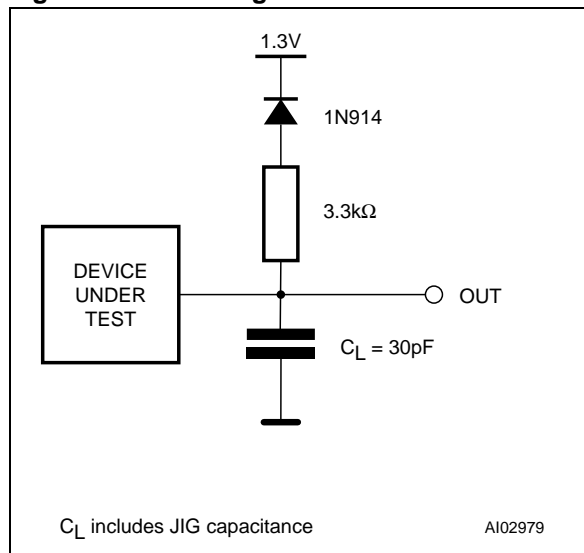 1.3V
1N914
3.3kΩ
DEVICE
UNDER
TEST
OUT
CL = 30pF
CL includes JIG capacitance
AI02979